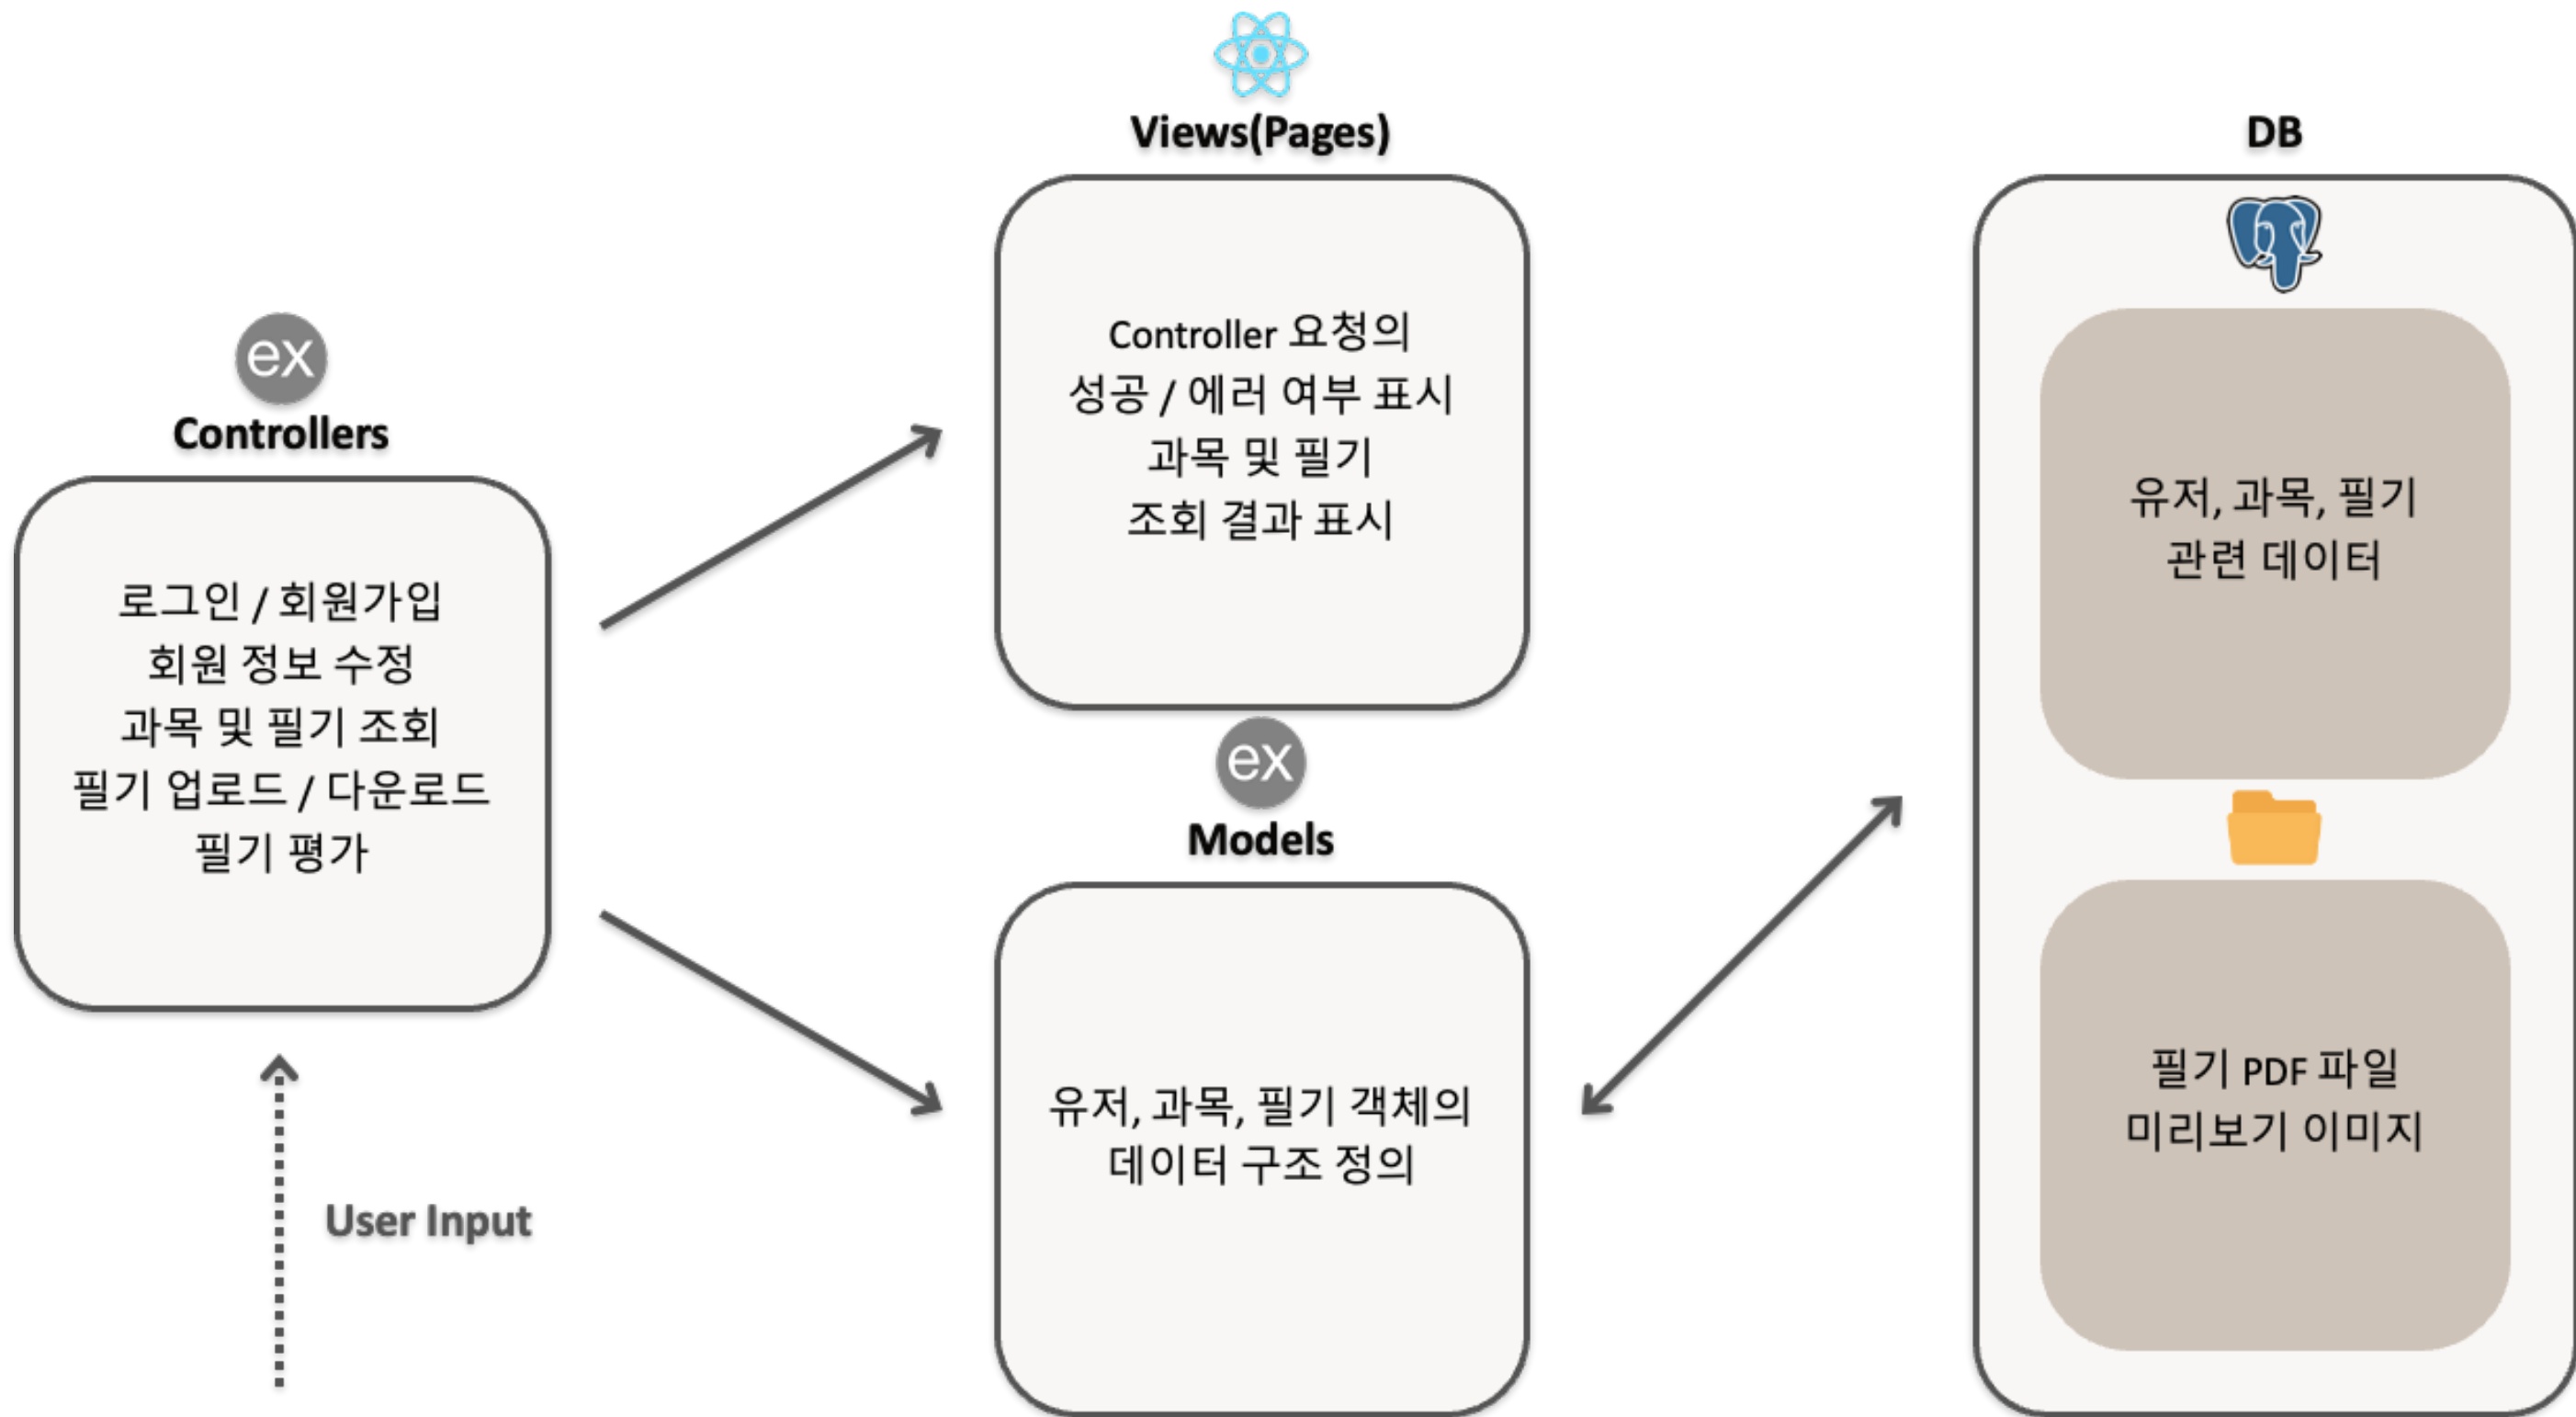 ex
Controllers
로그인 / 회원가입
회원 정보 수정
과목 및 필기 조회
필기 업로드 / 다운로드
필기 평가
User Input
Views(Pages)
Controller 요청의
성공 / 에러 여부 표시
과목 및 필기
조회 결과 표시
ex
Models
유저, 과목, 필기 객체의
데이터 구조 정의
DB
유저, 과목, 필기
관련 데이터
필기 PDF 파일
미리보기 이미지